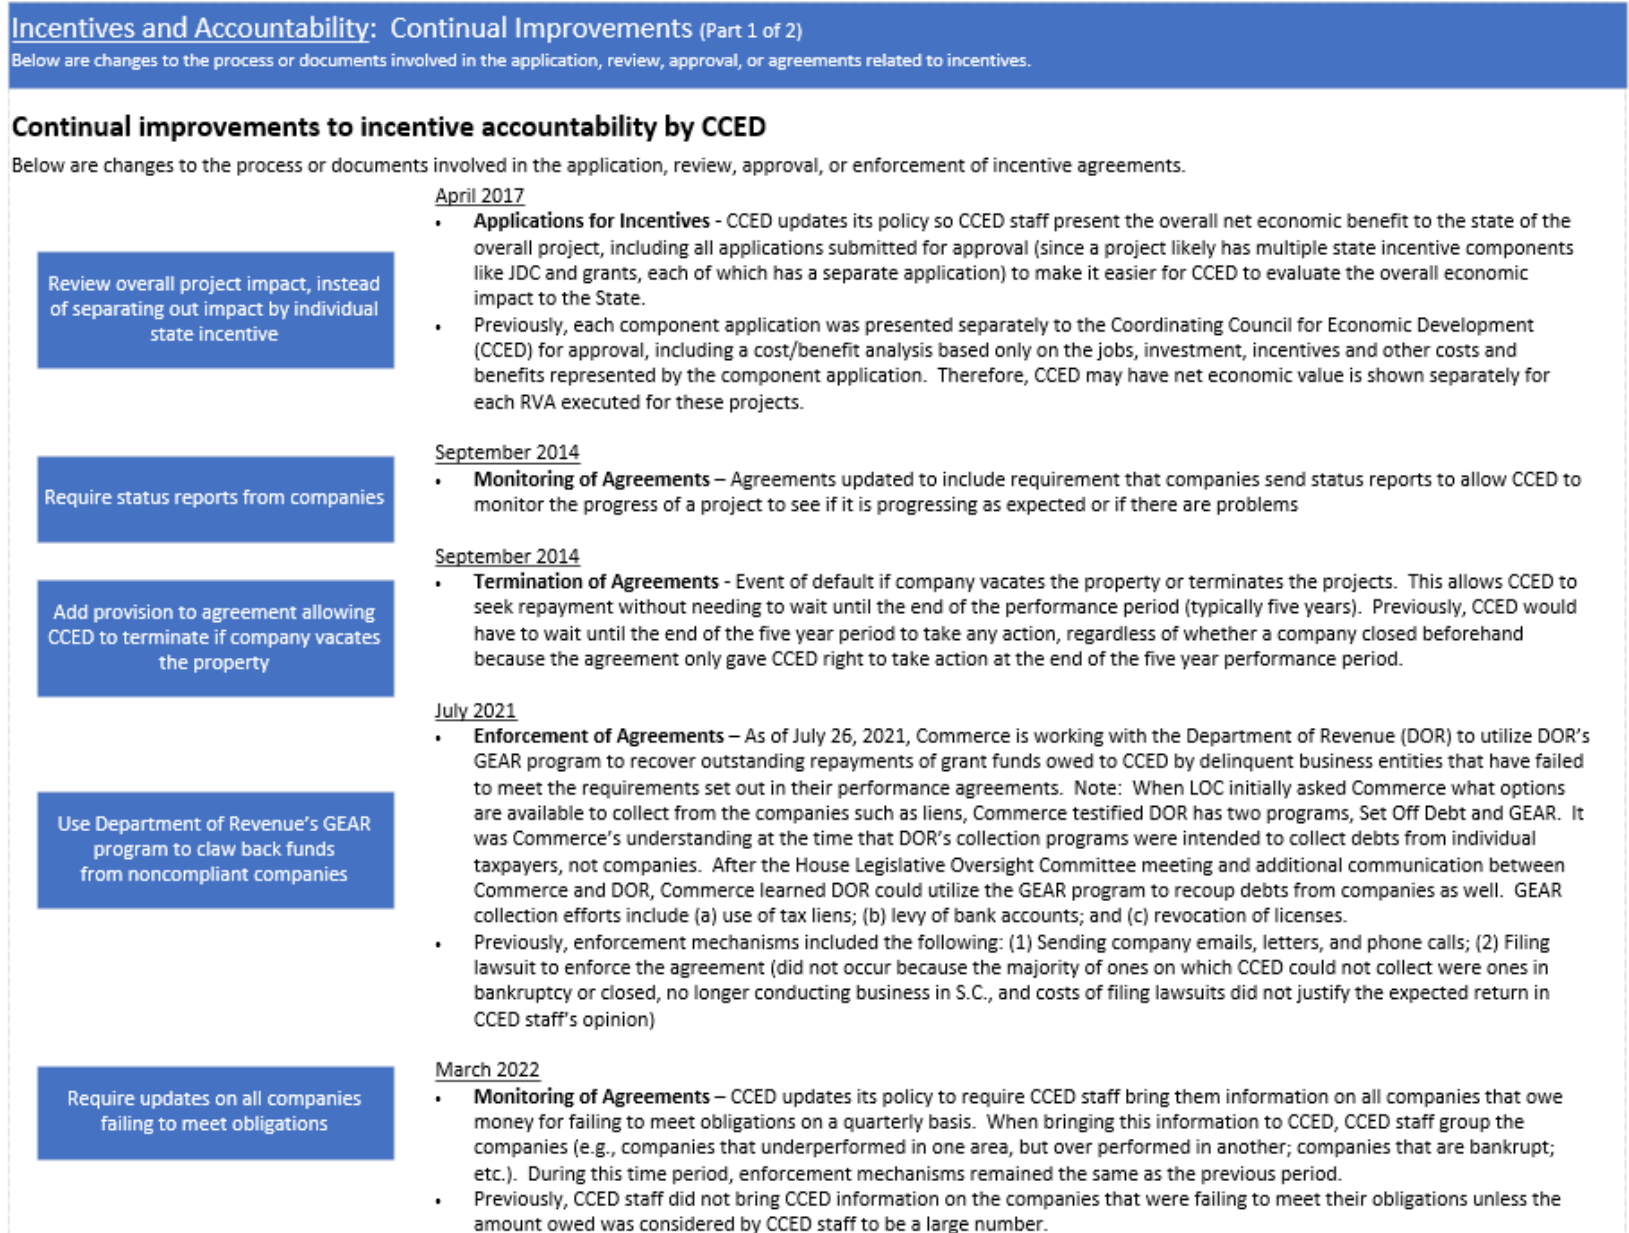 Incentives and Accountability:  Continual Improvements (Part 1 of 2)
Below are changes to the process or documents involved in the application, review, approval, or agreements related to incentives.
Continual improvements to incentive accountability by CCED
Below are changes to the process or documents involved in the application, review, approval, or enforcement of incentive agreements.
Review overall project impact, instead
of separating out impact by individual
state incentive
April 2017
• Applications for Incentives - CCED updates its policy so CCED staff present the overall net economic benefit to the state of the
overall project, including all applications submitted for approval (since a project likely has multiple state incentive components
like JDC and grants, each of which has a separate application) to make it easier for CCED to evaluate the overall economic
impact to the State.
• Previously, each component application was presented separately to the Coordinating Council for Economic Development
(CCED) for approval, including a cost/benefit analysis based only on the jobs, investment, incentives and other costs and
benefits represented by the component application.  Therefore, CCED may have net economic value is shown separately for
each RVA executed for these projects.
Require status reports from companies
September 2014
• Monitoring of Agreements – Agreements updated to include requirement that companies send status reports to allow CCED to
monitor the progress of a project to see if it is progressing as expected or if there are problems
Add provision to agreement allowing
CCED to terminate if company vacates
the property
September 2014
• Termination of Agreements - Event of default if company vacates the property or terminates the projects.  This allows CCED to
seek repayment without needing to wait until the end of the performance period (typically five years).  Previously, CCED would
have to wait until the end of the five year period to take any action, regardless of whether a company closed beforehand
because the agreement only gave CCED right to take action at the end of the five year performance period.
Use Department of Revenue's GEAR
program to claw back funds
from noncompliant companies
July 2021
• Enforcement of Agreements – As of July 26, 2021, Commerce is working with the Department of Revenue (DOR) to utilize DOR's
GEAR program to recover outstanding repayments of grant funds owed to CCED by delinquent business entities that have failed
to meet the requirements set out in their performance agreements.  Note:  When LOC initially asked Commerce what options
are available to collect from the companies such as liens, Commerce testified DOR has two programs, Set Off Debt and GEAR.  It
was Commerce's understanding at the time that DOR's collection programs were intended to collect debts from individual
taxpayers, not companies.  After the House Legislative Oversight Committee meeting and additional communication between
Commerce and DOR, Commerce learned DOR could utilize the GEAR program to recoup debts from companies as well.  GEAR
collection efforts include (a) use of tax liens; (b) levy of bank accounts; and (c) revocation of licenses.
• Previously, enforcement mechanisms included the following: (1) Sending company emails, letters, and phone calls; (2) Filing
lawsuit to enforce the agreement (did not occur because the majority of ones on which CCED could not collect were ones in
bankruptcy or closed, no longer conducting business in S.C., and costs of filing lawsuits did not justify the expected return in
CCED staff's opinion)
Require updates on all companies
failing to meet obligations
March 2022
• Monitoring of Agreements – CCED updates its policy to require CCED staff bring them information on all companies that owe
money for failing to meet obligations on a quarterly basis.  When bringing this information to CCED, CCED staff group the
companies (e.g., companies that underperformed in one area, but over performed in another; companies that are bankrupt;
etc.).  During this time period, enforcement mechanisms remained the same as the previous period.
• Previously, CCED staff did not bring CCED information on the companies that were failing to meet their obligations unless the
amount owed was considered by CCED staff to be a large number.